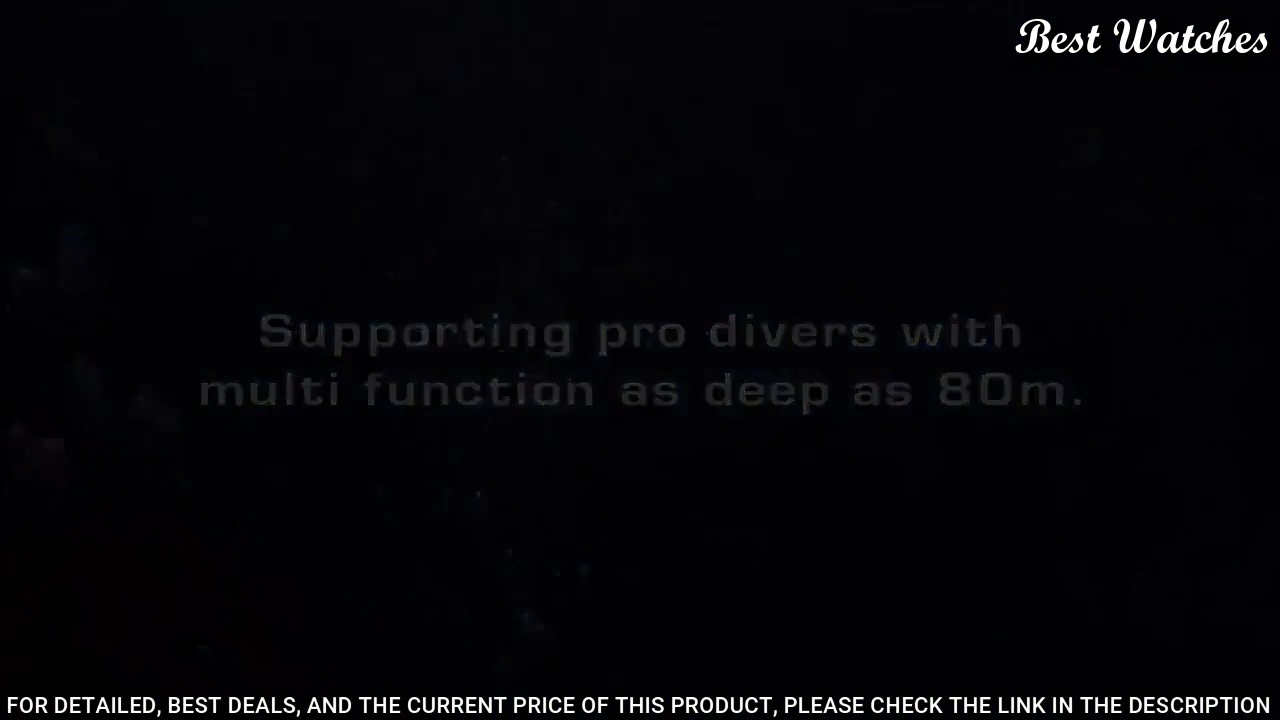 Best Watches
Supporting pro divers with
multi function as deep as 80m.
FOR DETAILED, BEST DEALS, AND THE CURRENT PRICE OF THIS PRODUCT, PLEASE CHECK THE LINK IN THE DESCRIPTION